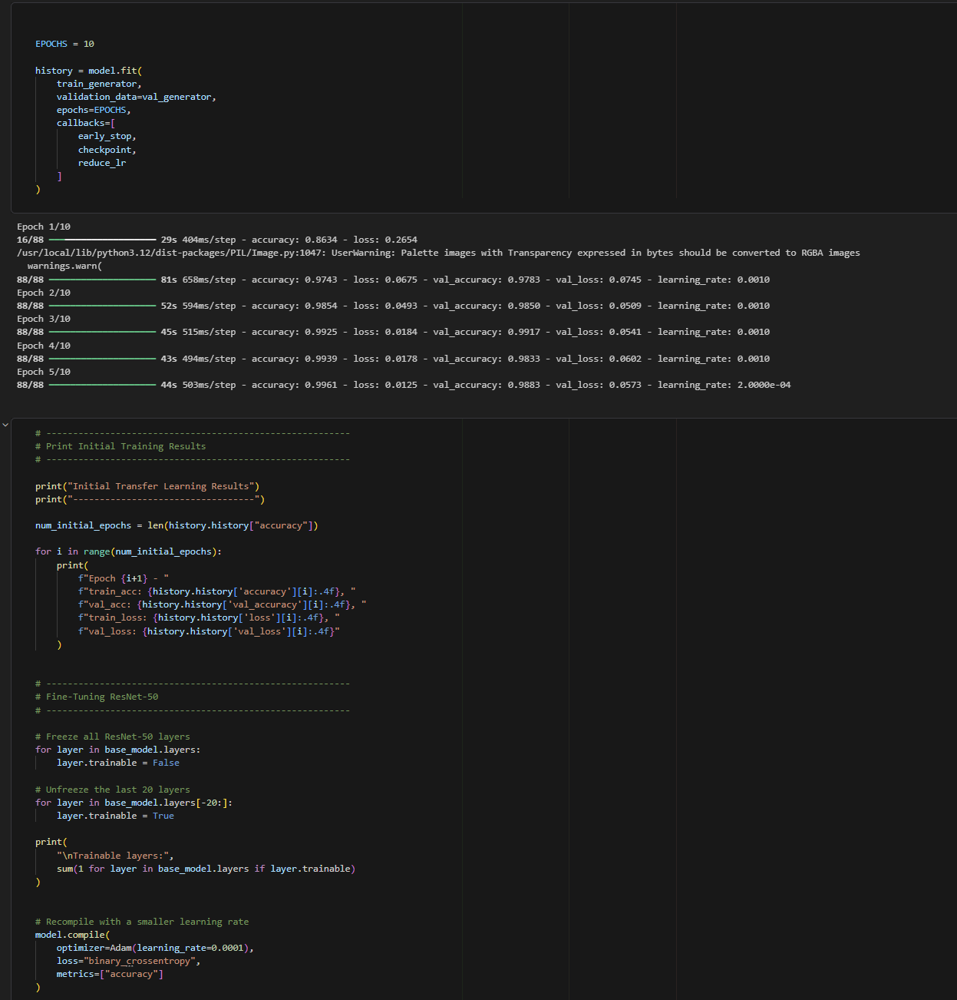 EPOCHS = 10
history = model.fit(
    train_generator,
    validation_data=val_generator,
    epochs=EPOCHS,
    callbacks=[
        early_stop,
        checkpoint,
        reduce_lr
    ]
)
Epoch 1/10
16/88 29s 404ms/step - accuracy: 0.8634 - loss: 0.2654
/usr/local/lib/python3.12/dist-packages/PIL/Image.py:1047: UserWarning: Palette images with Transparency expressed in bytes should be converted to RGBA images
  warnings.warn(
88/88 81s 658ms/step - accuracy: 0.9743 - loss: 0.0675 - val_accuracy: 0.9783 - val_loss: 0.0745 - learning_rate: 0.0010
Epoch 2/10
88/88 52s 594ms/step - accuracy: 0.9854 - loss: 0.0493 - val_accuracy: 0.9850 - val_loss: 0.0509 - learning_rate: 0.0010
Epoch 3/10
88/88 45s 515ms/step - accuracy: 0.9925 - loss: 0.0184 - val_accuracy: 0.9917 - val_loss: 0.0541 - learning_rate: 0.0010
Epoch 4/10
88/88 43s 494ms/step - accuracy: 0.9939 - loss: 0.0178 - val_accuracy: 0.9833 - val_loss: 0.0602 - learning_rate: 0.0010
Epoch 5/10
88/88 44s 503ms/step - accuracy: 0.9961 - loss: 0.0125 - val_accuracy: 0.9883 - val_loss: 0.0573 - learning_rate: 2.0000e-04
# ---------------------------------------------------------
# Print Initial Training Results
# ---------------------------------------------------------
print("Initial Transfer Learning Results")
print("----------------------------------")
num_initial_epochs = len(history.history["accuracy"])
for i in range(num_initial_epochs):
    print(
        f"Epoch {i+1} - "
        f"train_acc: {history.history['accuracy'][i]:.4f}, "
        f"val_acc: {history.history['val_accuracy'][i]:.4f}, "
        f"train_loss: {history.history['loss'][i]:.4f}, "
        f"val_loss: {history.history['val_loss'][i]:.4f}"
    )
# ---------------------------------------------------------
# Fine-Tuning ResNet-50
# ---------------------------------------------------------
# Freeze all ResNet-50 layers
for layer in base_model.layers:
    layer.trainable = False
# Unfreeze the last 20 layers
for layer in base_model.layers[-20:]:
    layer.trainable = True
print(
    "\nTrainable layers:",
    sum(1 for layer in base_model.layers if layer.trainable)
)
# Recompile with a smaller learning rate
model.compile(
    optimizer=Adam(learning_rate=0.0001),
    loss="binary_crossentropy",
    metrics=["accuracy"]
)